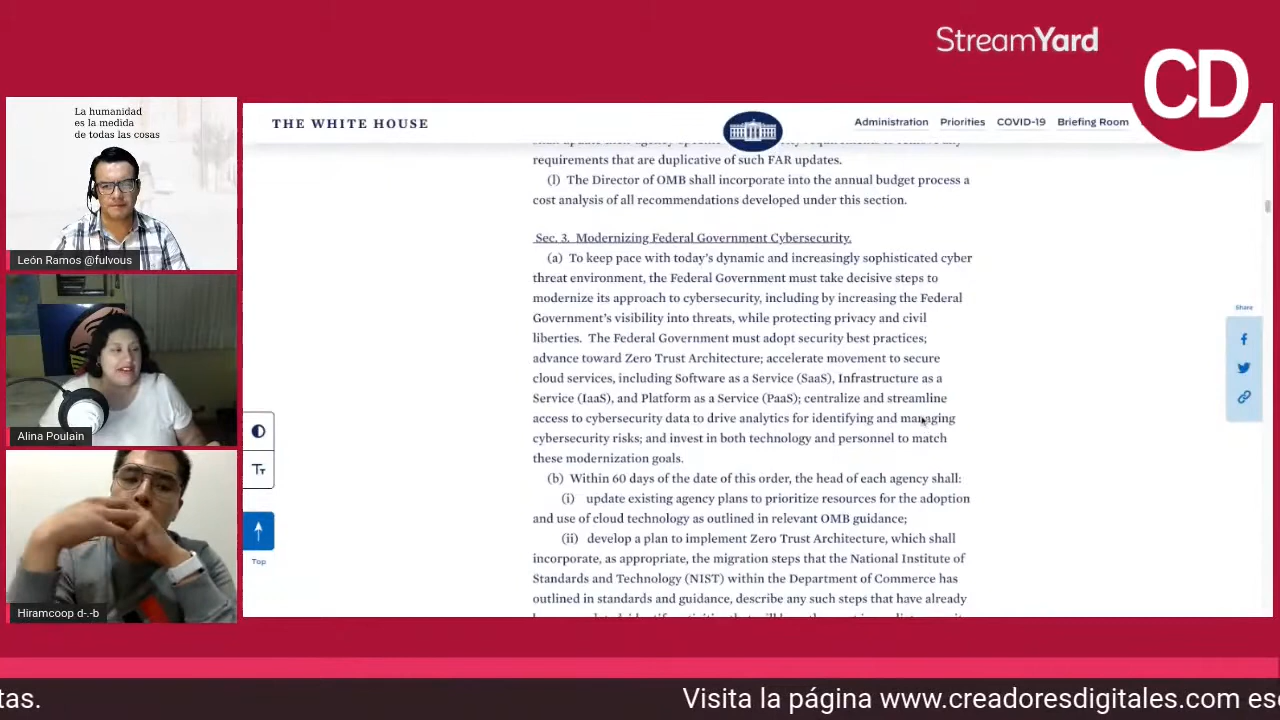 StreamYard
CD
La humanidad
es la medida
de todas las cosas
León Ramos @fulvous
Alina Poulain
Hiramcoop d-.-b
THE WHITE HOUSE
Administration Priorities COVID-19 Briefing Room
requirements that are duplicative of such FAR updates.
(l) The Director of OMB shall incorporate into the annual budget process a
cost analysis of all recommendations developed under this section.
Sec. 3. Modernizing Federal Government Cybersecurity.
(a) To keep pace with today’s dynamic and increasingly sophisticated cyber
threat environment, the Federal Government must take decisive steps to
modernize its approach to cybersecurity, including by increasing the Federal
Government’s visibility into threats, while protecting privacy and civil
liberties. The Federal Government must adopt security best practices;
advance toward Zero Trust Architecture; accelerate movement to secure
cloud services, including Software as a Service (SaaS), Infrastructure as a
Service (IaaS), and Platform as a Service (PaaS); centralize and streamline
access to cybersecurity data to drive analytics for identifying and managing
cybersecurity risks; and invest in both technology and personnel to match
these modernization goals.
(b) Within 60 days of the date of this order, the head of each agency shall:
(i) update existing agency plans to prioritize resources for the adoption
and use of cloud technology as outlined in relevant OMB guidance;
(ii) develop a plan to implement Zero Trust Architecture, which shall
incorporate, as appropriate, the migration steps that the National Institute of
Standards and Technology (NIST) within the Department of Commerce has
outlined in standards and guidance, describe any such steps that have already
Tт
Top
Share
tas. Visita la página www.creadoresdigitales.com es